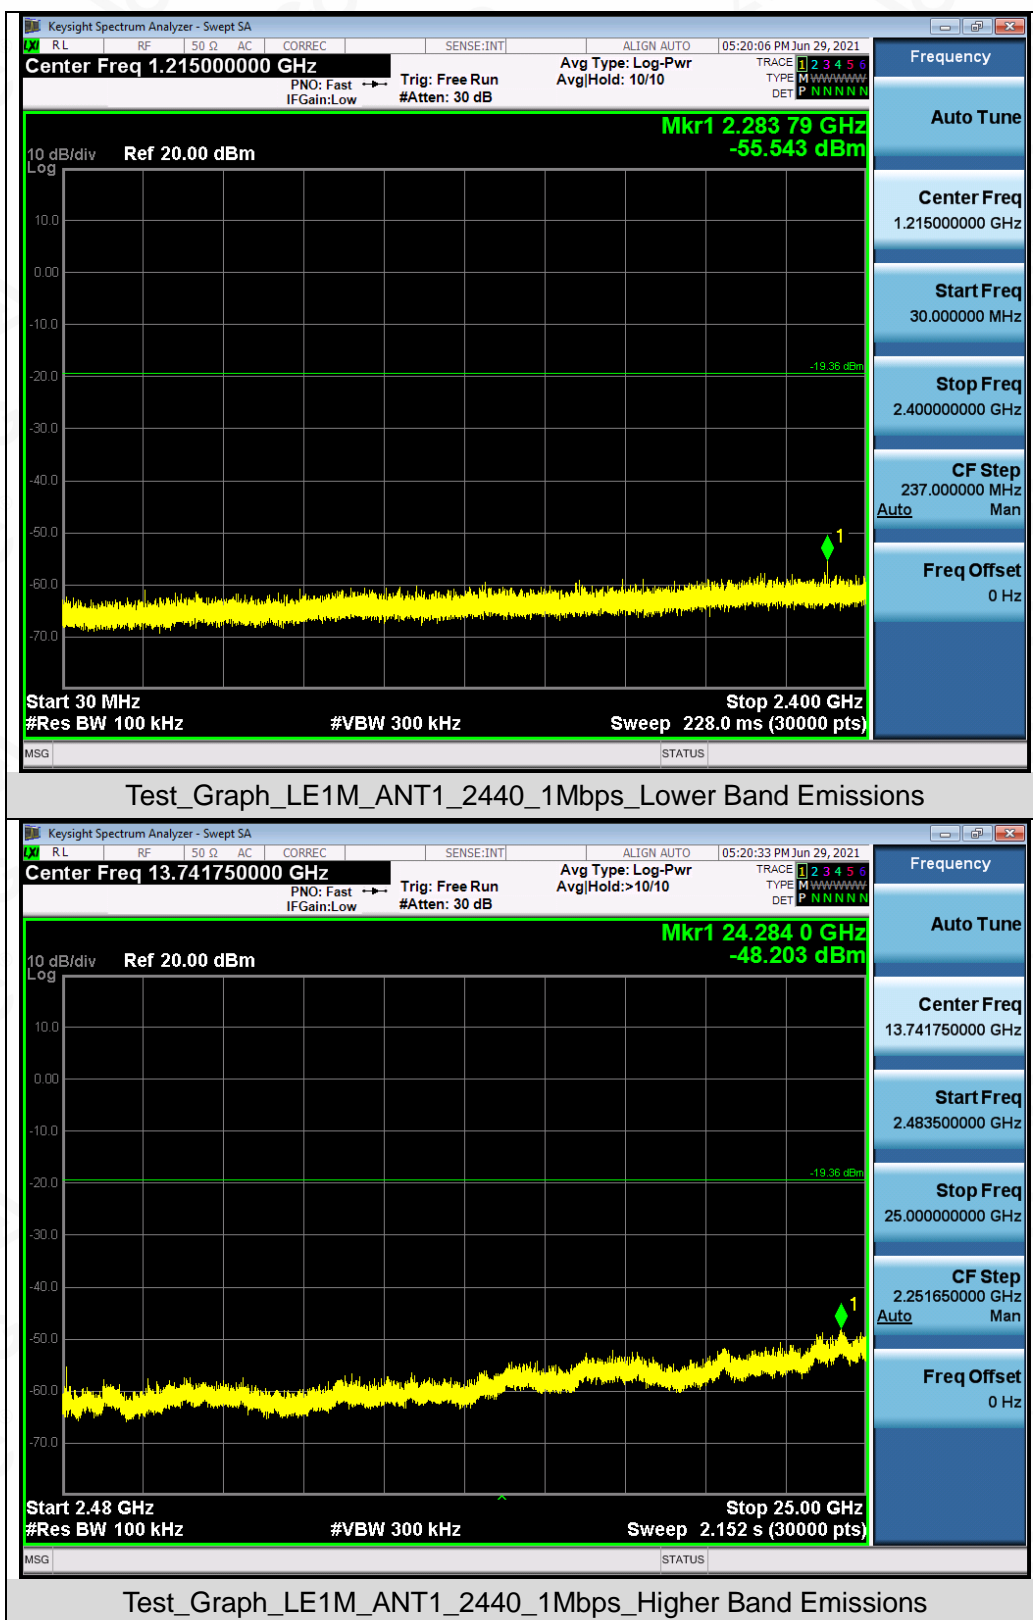 Keysight Spectrum Analyzer - Swept SA
LXI RL RF 50 Ω AC CORREC SENSE:INT ALIGN AUTO 05:20:06 PM Jun 29, 2021
Center Freq 1.215000000 GHz
Avg Type: Log-Pwr
TRACE 1 2 3 4 5 6
PNO: Fast Trig: Free Run Avg|Hold: 10/10 TYPE M WWWWW
IFGain:Low #Atten: 30 dB DET P N N N N N
Mkr1 2.283 79 GHz
-55.543 dBm
10 dB/div Ref 20.00 dBm
Log
10.0
0.00
-10.0
-19.36 dBm
-20.0
-30.0
-40.0
-50.0
1
-60.0
-70.0
Start 30 MHz Stop 2.400 GHz
#Res BW 100 kHz #VBW 300 kHz Sweep 228.0 ms (30000 pts)
MSG STATUS
Frequency
Auto Tune
Center Freq
1.215000000 GHz
Start Freq
30.000000 MHz
Stop Freq
2.400000000 GHz
CF Step
237.000000 MHz
Auto Man
Freq Offset
0 Hz
Test_Graph_LE1M_ANT1_2440_1Mbps_Lower Band Emissions
Keysight Spectrum Analyzer - Swept SA
LXI RL RF 50 Ω AC CORREC SENSE:INT ALIGN AUTO 05:20:33 PM Jun 29, 2021
Center Freq 13.741750000 GHz
Avg Type: Log-Pwr
TRACE 1 2 3 4 5 6
PNO: Fast Trig: Free Run Avg|Hold:>10/10 TYPE M WWWWW
IFGain:Low #Atten: 30 dB DET P N N N N N
Mkr1 24.284 0 GHz
-48.203 dBm
10 dB/div Ref 20.00 dBm
Log
10.0
0.00
-10.0
-19.36 dBm
-20.0
-30.0
-40.0
1
-50.0
-60.0
-70.0
Start 2.48 GHz Stop 25.00 GHz
#Res BW 100 kHz #VBW 300 kHz Sweep 2.152 s (30000 pts)
MSG STATUS
Frequency
Auto Tune
Center Freq
13.741750000 GHz
Start Freq
2.483500000 GHz
Stop Freq
25.000000000 GHz
CF Step
2.251650000 GHz
Auto Man
Freq Offset
0 Hz
Test_Graph_LE1M_ANT1_2440_1Mbps_Higher Band Emissions